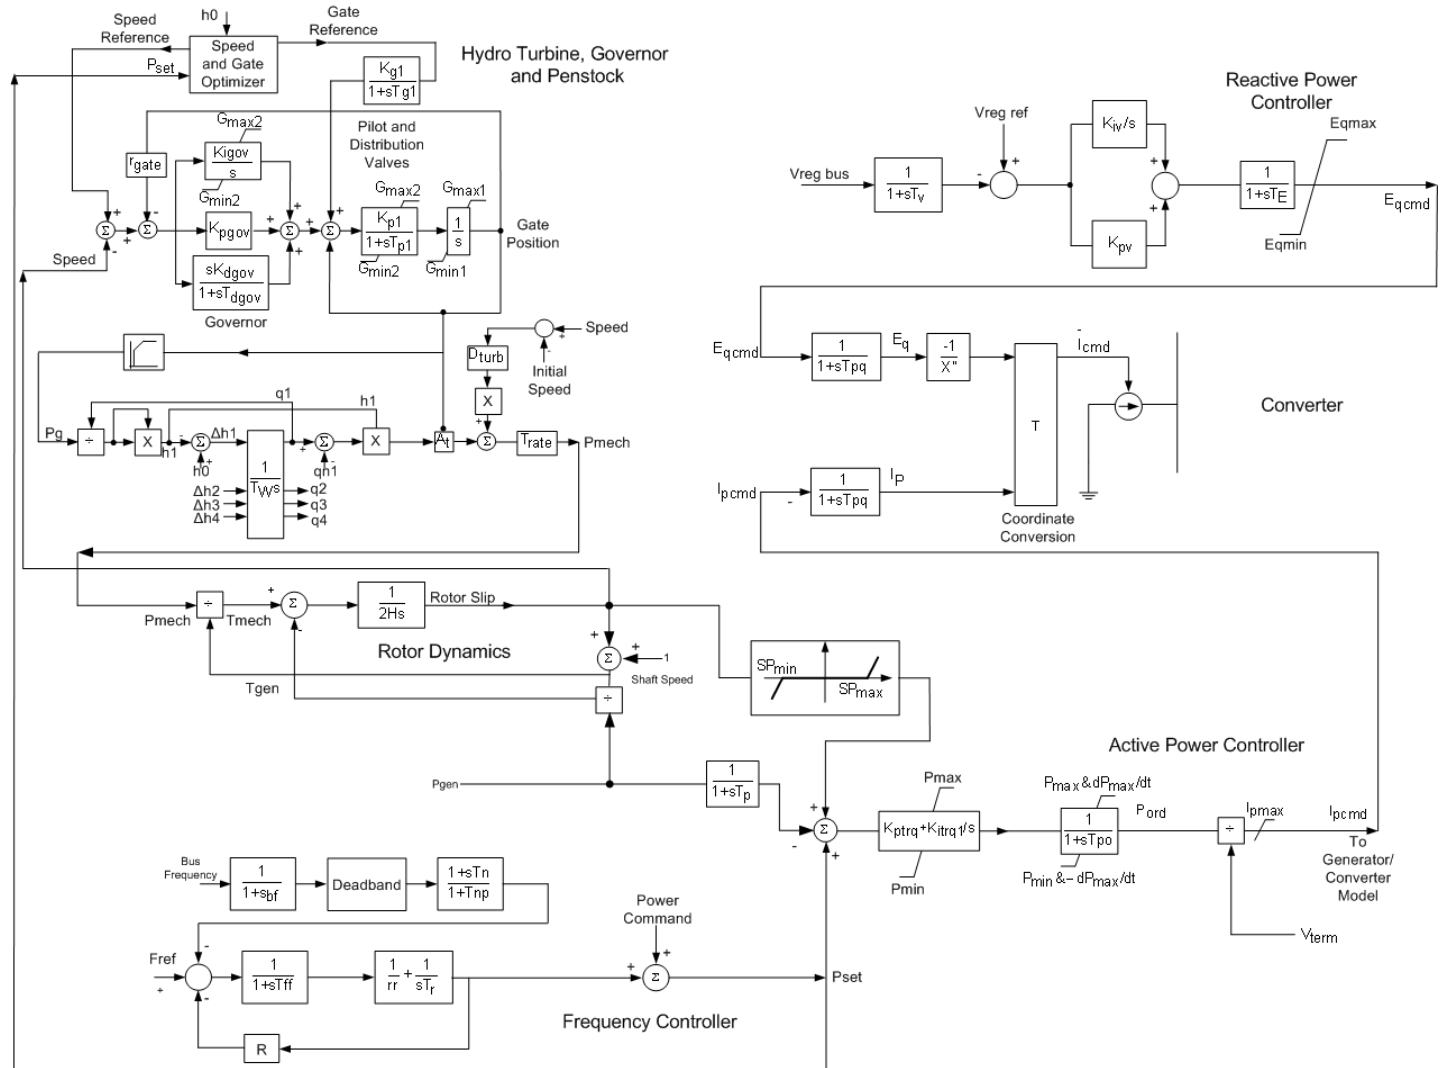 Speed
Reference
h0
Gate
Reference
Speed
and Gate
Optimizer
Pset
Hydro Turbine, Governor
and Penstock
Kg1
1+sTg1
Gmax2
Pilot and
Distribution
Valves
rgate
Kigov
s
Gmin2
Gmax2
Gmax1
+
-
Σ
+
-
Σ
Kpgov
+
+
+
Σ
+
+
Σ
Kp1
1+sTp1
1
s
Gate
Position
Gmin2
Gmin1
Speed
sKdgov
1+sTdgov
Governor
Reactive Power
Controller
Vreg ref
Kiv/s
Eqmax
Vreg bus
1
1+sTv
+
-
+
+
1
1+sTE
Eqcmd
Kpv
Eqmin
Dturb
Speed
+
-
Initial
Speed
X
q1
h1
Pg
÷
X
-
h1
Σ
+
h0
Δh1
1
TWs
+
Σ
-
qn1
X
At
+
Σ
Trate
Pmech
Δh2
Δh3
Δh4
q2
q3
q4
Eqcmd
1
1+sTpq
Eq
-1
X"
T
-
Icmd
Converter
Ipcmd
-
1
1+sTpq
IP
Coordinate
Conversion
Pmech
÷
Tmech
+
Σ
-
1
2Hs
Rotor Slip
Rotor Dynamics
+
Σ
+
1
Shaft Speed
Tgen
÷
SPmin
SPmax
Pgen
1
1+sTp
Active Power Controller
+
-
Σ
+
Pmax
Kptrq+Kitrq1/s
Pmin
Pmax&dPmax/dt
1
1+sTpo
Pmin&– dPmax/dt
Pord
÷
Ipmax
Ipcmd
To
Generator/
Converter
Model
Vterm
Bus
Frequency
1
1+sbf
Deadband
1+sTn
1+Tnp
Power
Command
Fref
+
-
-
1
1+sTff
1
rr
+
1
sTr
+
+
Σ
Pset
R
Frequency Controller